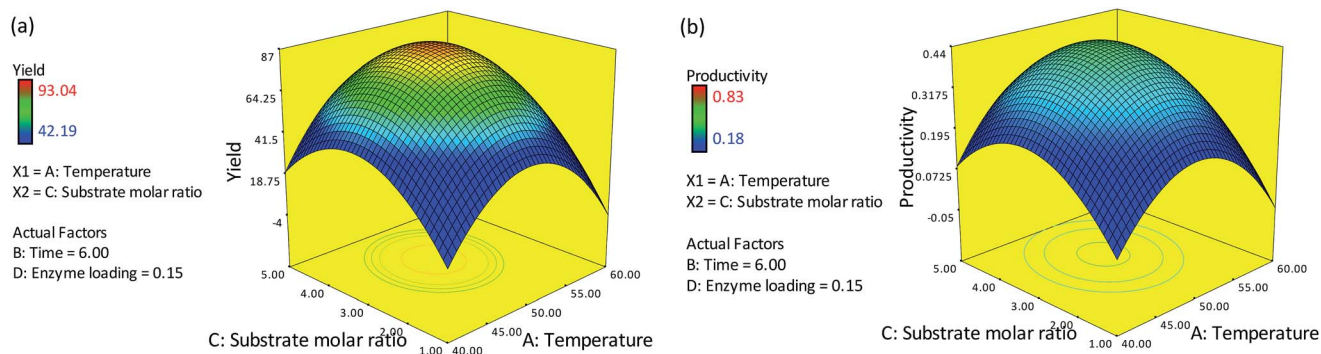 (a)
Yield
93.04
42.19
X1 = A: Temperature
X2 = C: Substrate molar ratio
Actual Factors
B: Time = 6.00
D: Enzyme loading = 0.15
Yield
87
64.25
41.5
18.75
-4
5.00
4.00
3.00
2.00
1.00
C: Substrate molar ratio
40.00
45.00
50.00
55.00
60.00
A: Temperature
(b)
Productivity
0.83
0.18
X1 = A: Temperature
X2 = C: Substrate molar ratio
Actual Factors
B: Time = 6.00
D: Enzyme loading = 0.15
Productivity
0.44
0.3175
0.195
0.0725
-0.05
5.00
4.00
3.00
2.00
1.00
C: Substrate molar ratio
40.00
45.00
50.00
55.00
60.00
A: Temperature